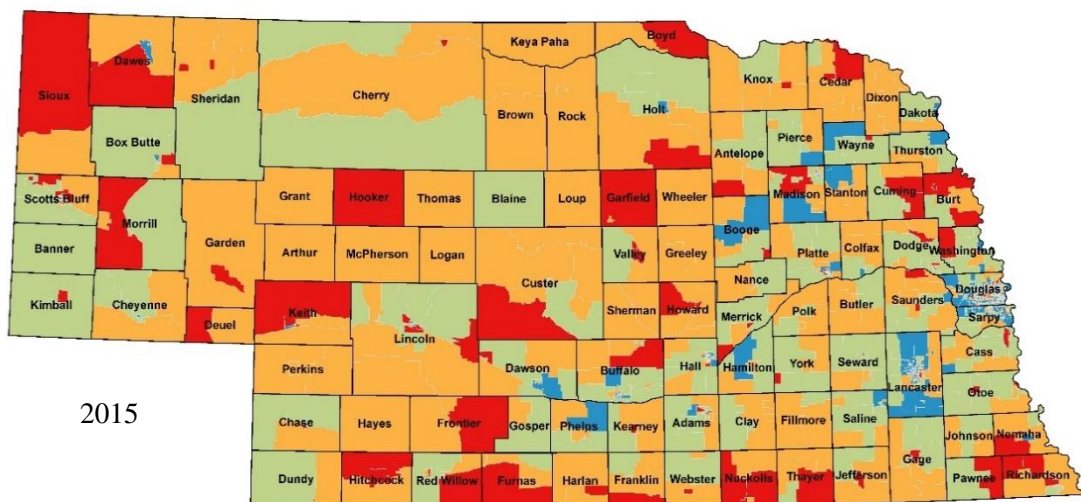 Boyd
Keya Paha
Dawes
Knox
Cedar
Sioux
Cherry
Dixon
Sheridan
Holt
Dakota
Brown
Rock
Box Butte
Pierce
Wayne
Antelope
Thurston
Scotts Bluff
Grant
Hooker
Thomas
Blaine
Loup
Garfield
Wheeler
Madison
Stanton
Cuming
Burt
Morrill
Boone
Banner
Garden
Arthur
McPherson
Logan
Valley
Greeley
Platte
Colfax
Dodge
Washington
Custer
Nance
Kimball
Cheyenne
Douglas
Saunders
Butler
Polk
Keith
Sherman
Howard
Merrick
Sarpy
Deuel
Lincoln
Cass
Perkins
Dawson
Buffalo
Hall
Hamilton
York
Seward
Lancaster
Otoe
2015
Chase
Hayes
Frontier
Gosper
Phelps
Kearney
Adams
Clay
Fillmore
Saline
Johnson
Nemaha
Gage
Dundy
Hitchcock
Red Willow
Furnas
Harlan
Franklin
Webster
Nuckolls
Thayer
Jefferson
Pawnee
Richardson